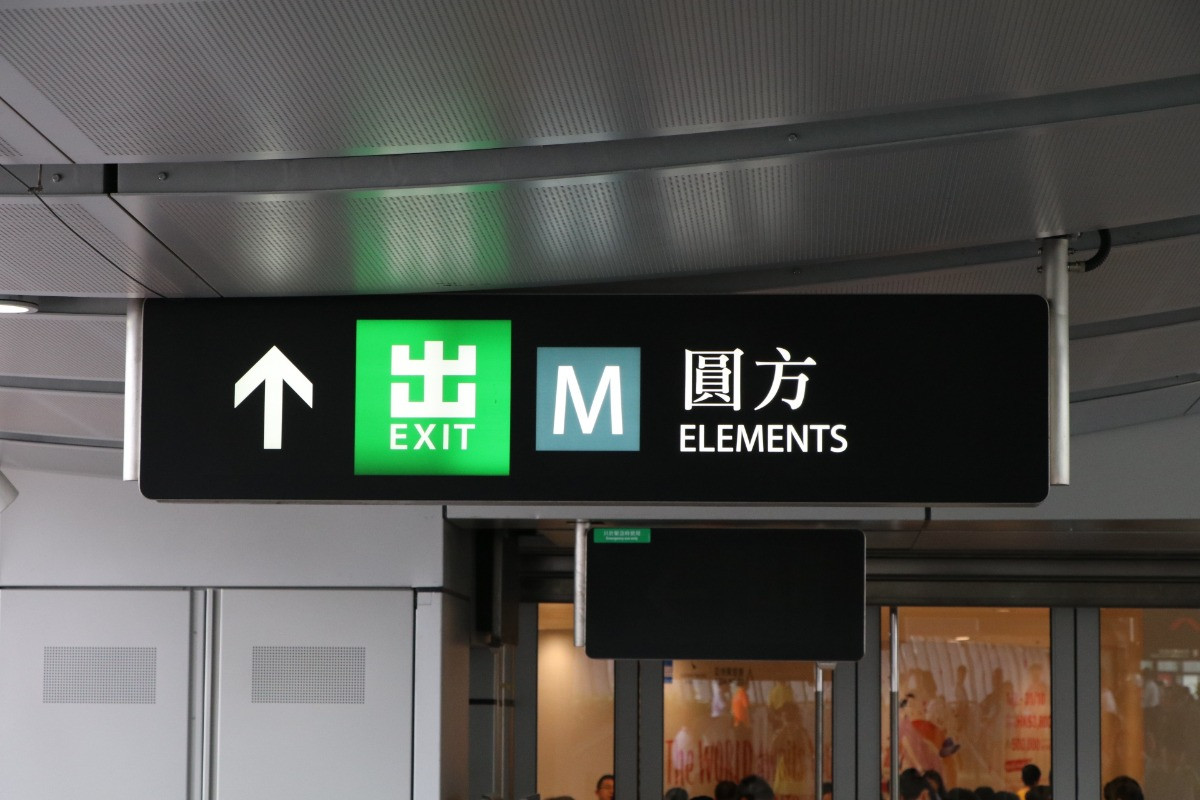 出
EXIT
M
圓方
ELEMENTS